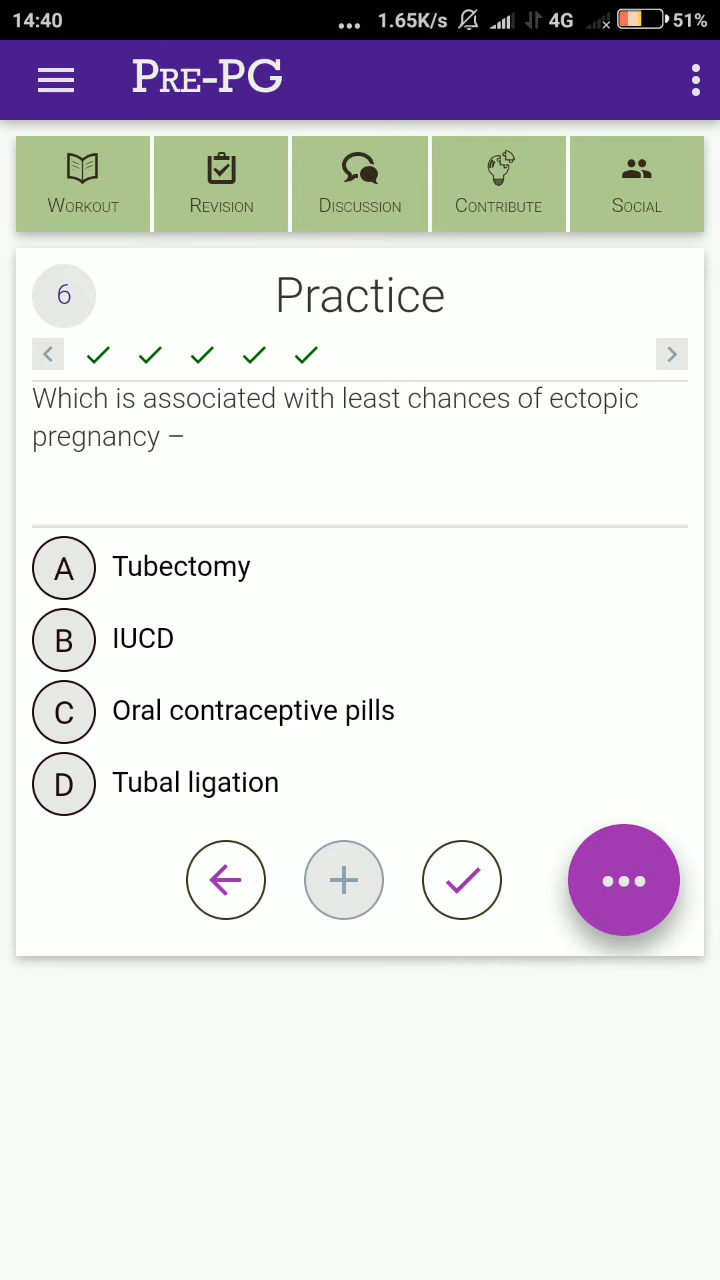 14:40 ... 1.65K/s 4G 51%
PRE-PG
WORKOUT REVISION DISCUSSION CONTRIBUTE SOCIAL
6 Practice
Which is associated with least chances of ectopic
pregnancy –
A Tubectomy
B IUCD
C Oral contraceptive pills
D Tubal ligation